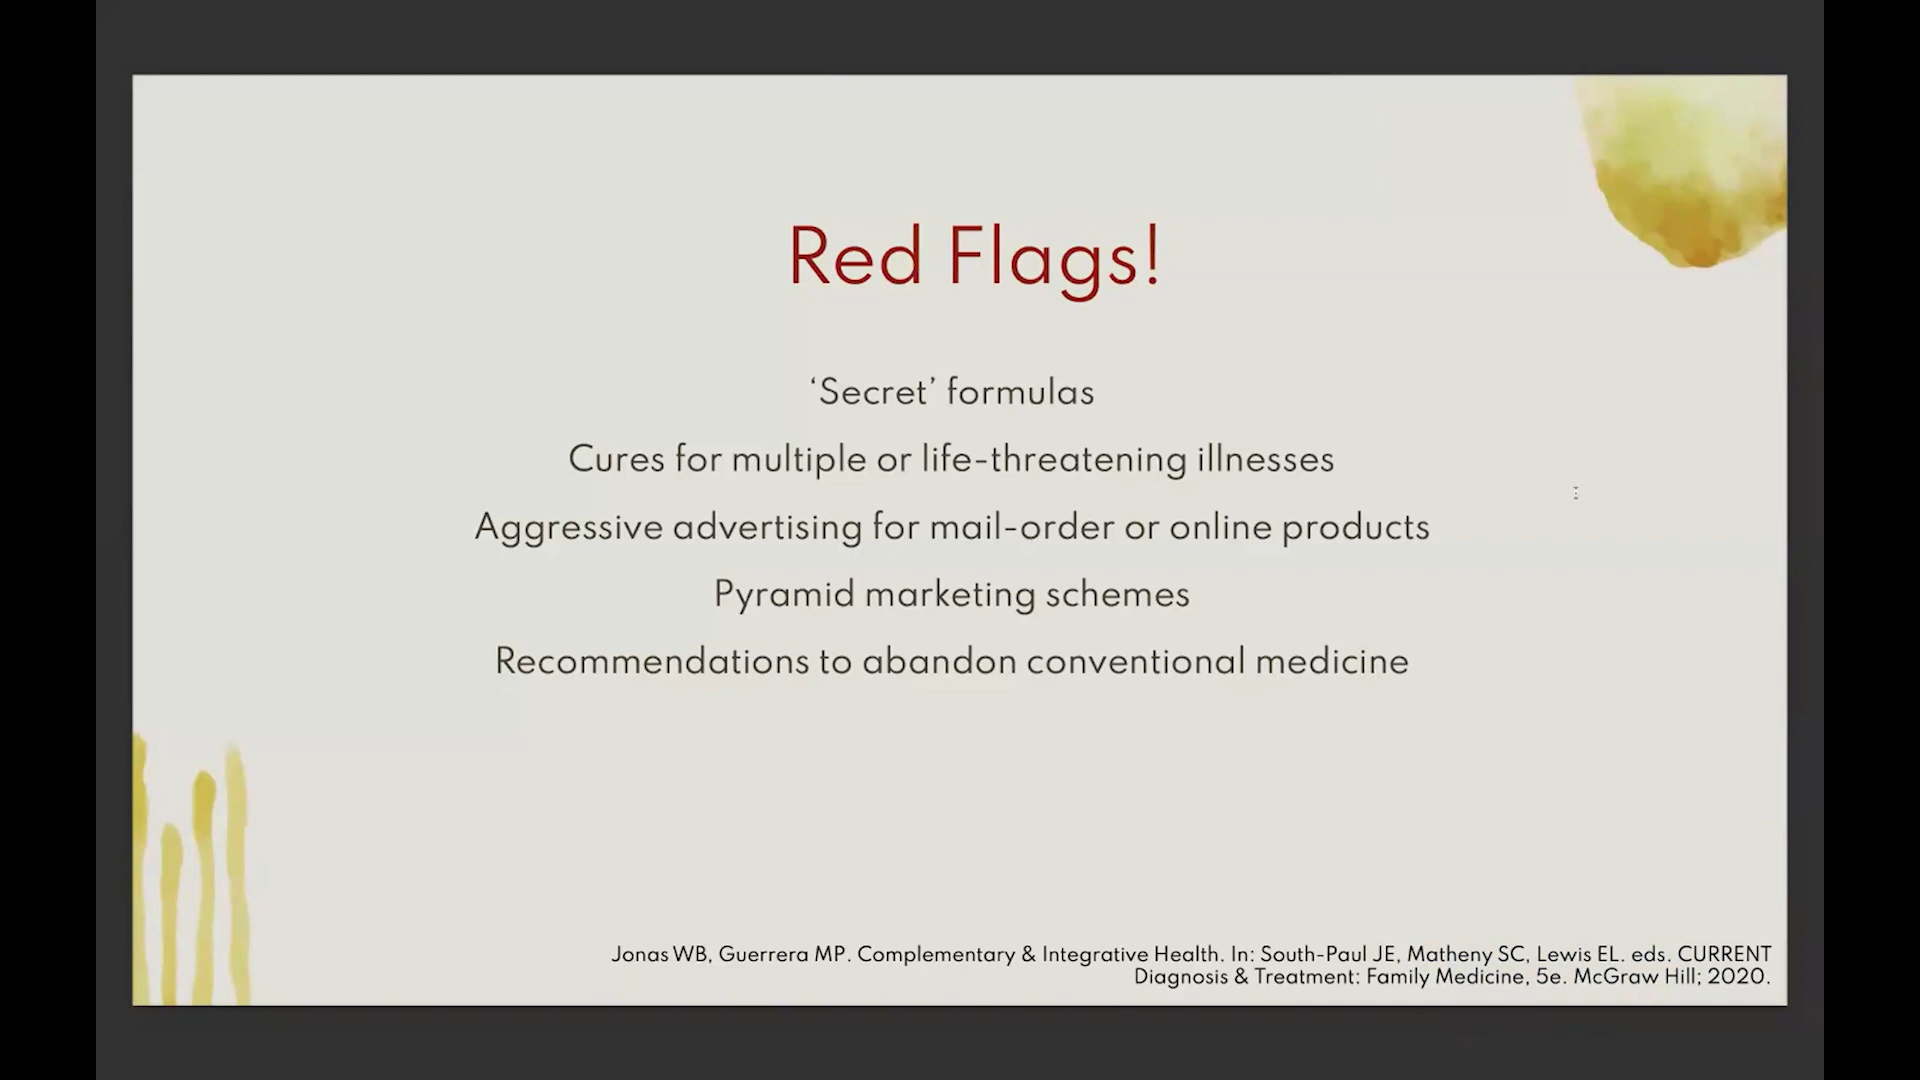 Red Flags!
‘Secret’ formulas
Cures for multiple or life-threatening illnesses
Aggressive advertising for mail-order or online products
Pyramid marketing schemes
Recommendations to abandon conventional medicine
Jonas WB, Guerrera MP. Complementary & Integrative Health. In: South-Paul JE, Matheny SC, Lewis EL. eds. CURRENT
Diagnosis & Treatment: Family Medicine, 5e. McGraw Hill; 2020.